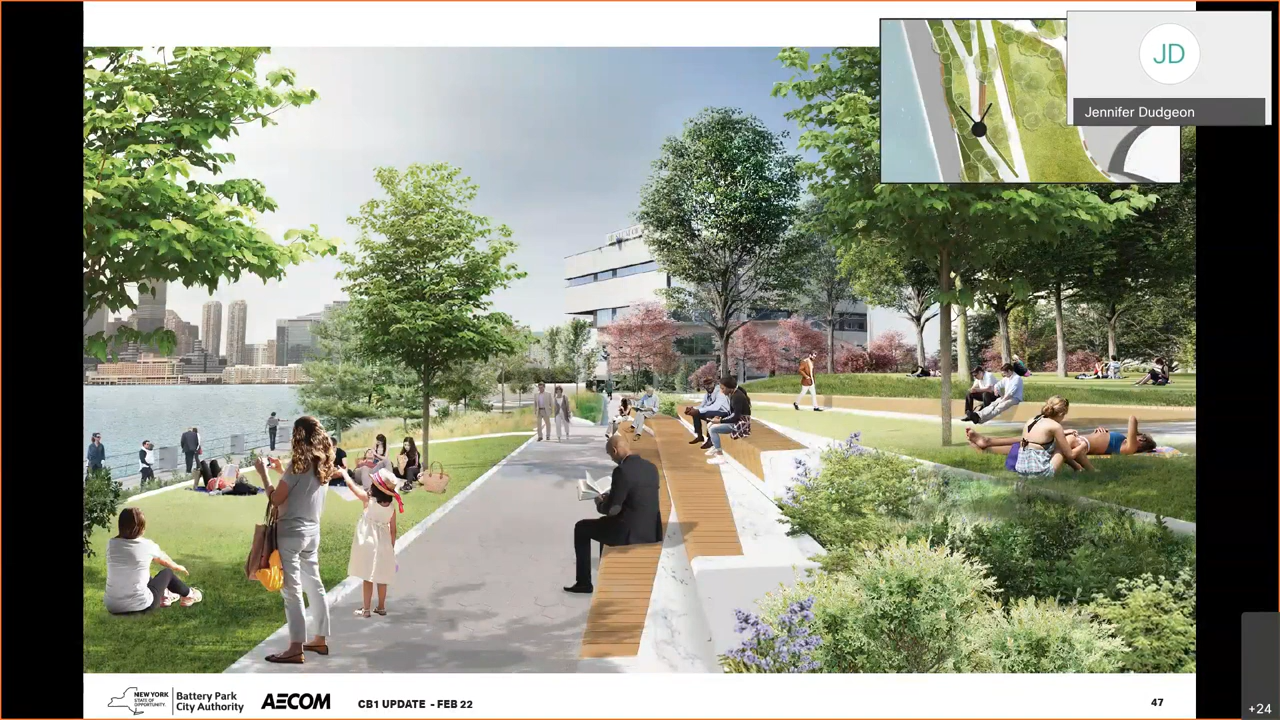 JD
Jennifer Dudgeon
NEW YORK
STATE OF
OPPORTUNITY.
Battery Park
City Authority
AECOM
CB1 UPDATE - FEB 22
47
+24